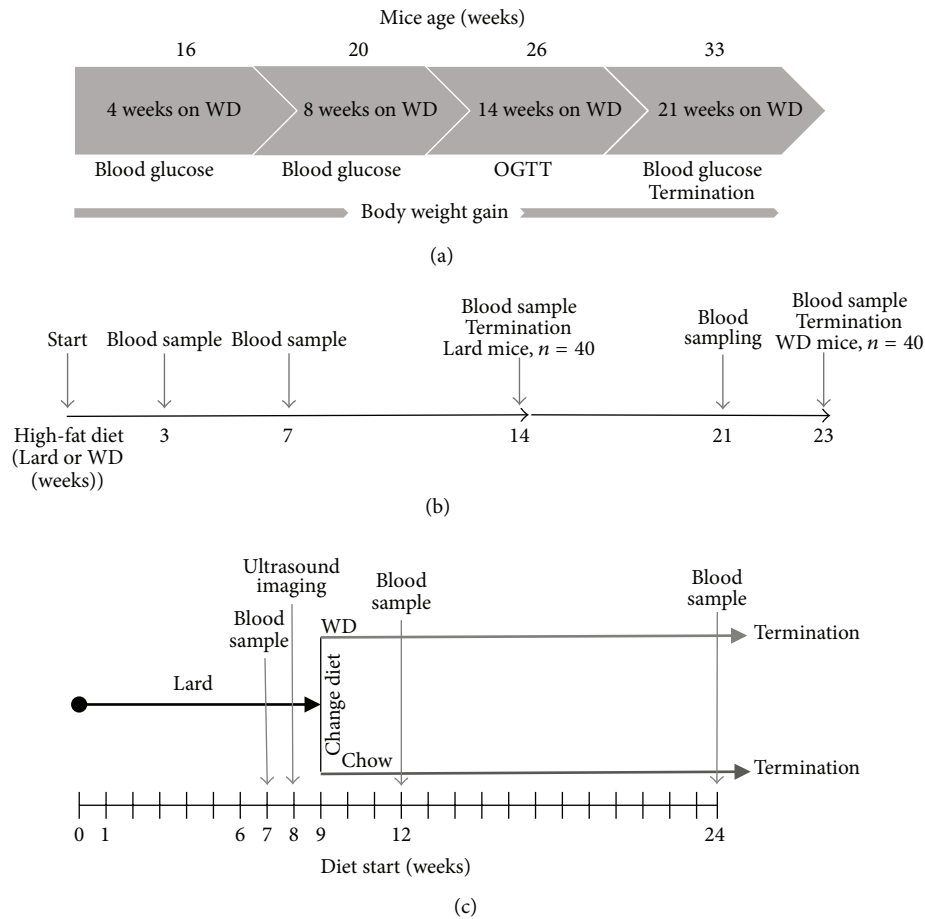 Mice age (weeks)
16 20 26 33
4 weeks on WD 8 weeks on WD 14 weeks on WD 21 weeks on WD
Blood glucose Blood glucose OGTT Blood glucose
Termination
Body weight gain
(a)
Start
Blood sample
Blood sample
Blood sample
Termination
Lard mice, n = 40
Blood
sampling
Blood sample
Termination
WD mice, n = 40
High-fat diet
(Lard or WD
(weeks))
3 7 14 21 23
(b)
Ultrasound
imaging
Blood
sample
Blood
sample
Blood
sample
WD
Termination
Lard
Change diet
Chow
Termination
0 1 6 7 8 9 12 24
Diet start (weeks)
(c)